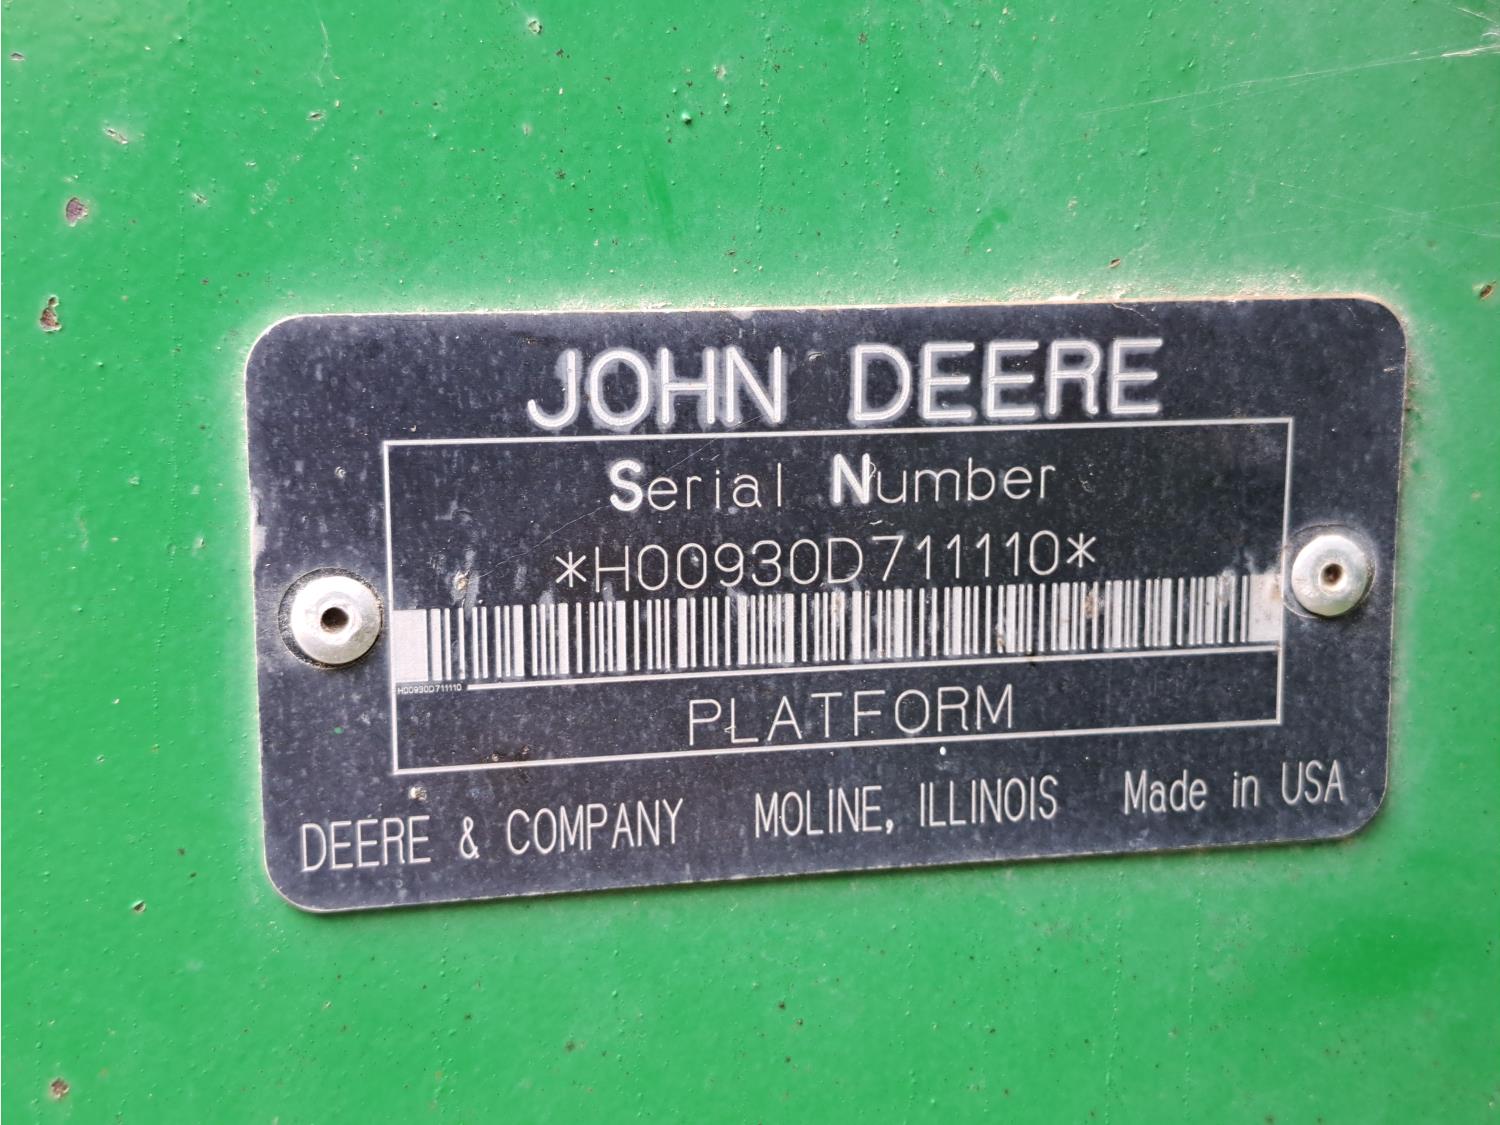 JOHN DEERE
Serial Number
*H00930D711110*
H00930D711110
PLATFORM
DEERE & COMPANY MOLINE, ILLINOIS Made in USA